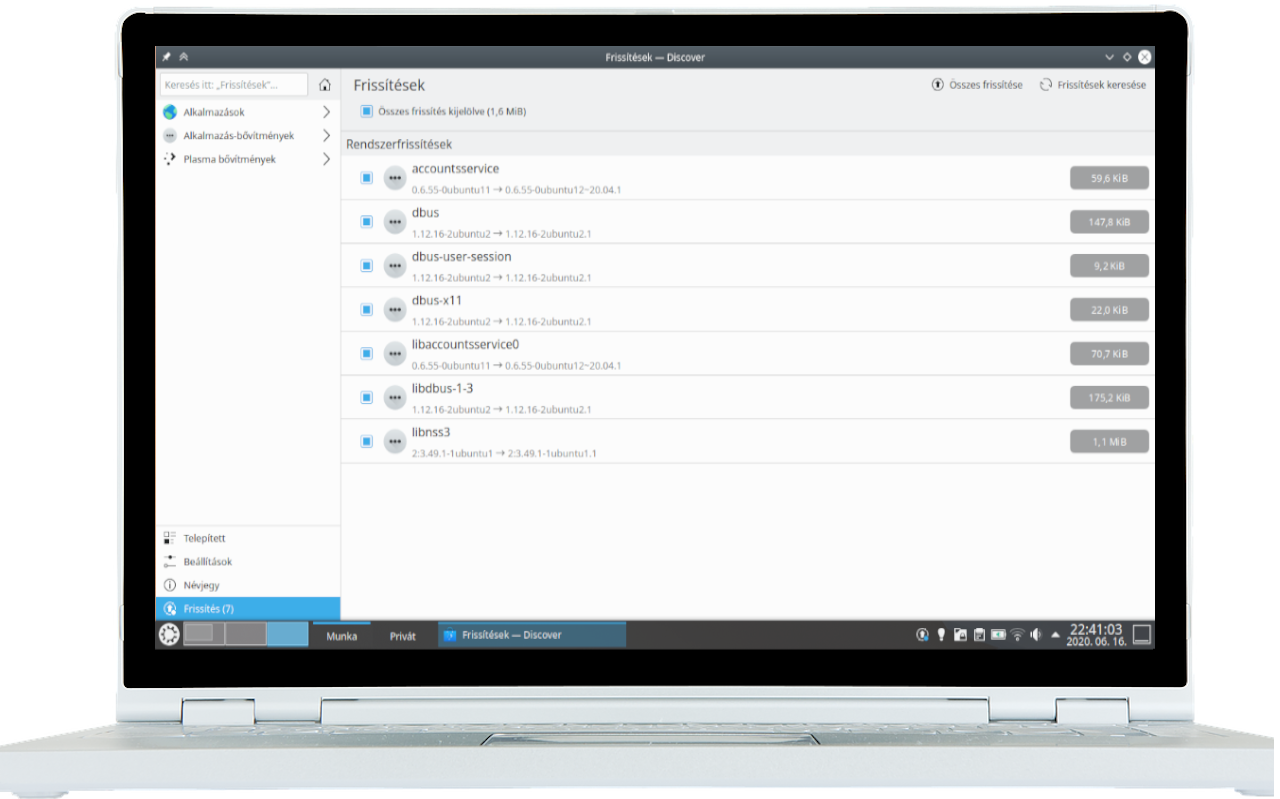 Frissítések — Discover
Keresés itt: „Frissítések”...
Alkalmazások
Alkalmazás-bővítmények
Plasma bővítmények
Telepített
Beállítások
Névjegy
Frissítés (7)
Frissítések
Összes frissítése
Frissítések keresése
Összes frissítés kijelölve (1,6 MiB)
Rendszerfrissítések
accountsservice
0.6.55-0ubuntu11 → 0.6.55-0ubuntu12~20.04.1
59,6 KiB
dbus
1.12.16-2ubuntu2 → 1.12.16-2ubuntu2.1
147,8 KiB
dbus-user-session
1.12.16-2ubuntu2 → 1.12.16-2ubuntu2.1
9,2 KiB
dbus-x11
1.12.16-2ubuntu2 → 1.12.16-2ubuntu2.1
22,0 KiB
libaccountsservice0
0.6.55-0ubuntu11 → 0.6.55-0ubuntu12~20.04.1
70,7 KiB
libdbus-1-3
1.12.16-2ubuntu2 → 1.12.16-2ubuntu2.1
175,2 KiB
libnss3
2:3.49.1-1ubuntu1 → 2:3.49.1-1ubuntu1.1
1,1 MiB
Munka
Privát
Frissítések — Discover
22:41:03
2020. 06. 16.